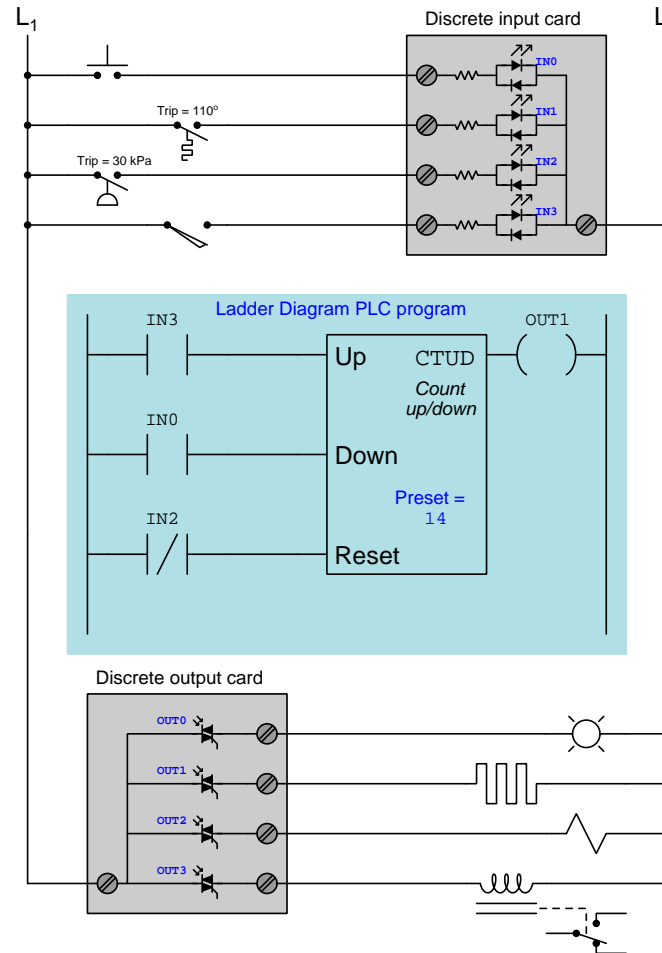 L1
Discrete input card
L
IN0
Trip = 110o
IN1
Trip = 30 kPa
IN2
IN3
Ladder Diagram PLC program
IN3
OUT1
Up
CTUD
Count
up/down
IN0
Down
Preset =
14
IN2
Reset
Discrete output card
OUT0
OUT1
OUT2
OUT3